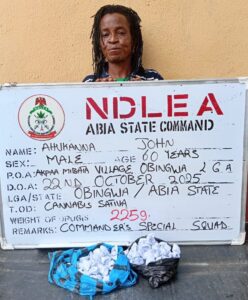 NDLEA
ABIA STATE COMMAND
NAME: AHUKANNA JOHN
SEX: MALE AGE 60 YEARS
P.O.A: AKPAA MBATA VILLAGE OBINGWA L G A
D.O.A: 22ND OCTOBER 2025
LGA/STATE OBINGWA / ABIA STATE
T.O.D: CANNABIS SATIVA
WEIGHT OF DRUGS 225g
REMARKS: COMMANDER'S SPECIAL SQUAD